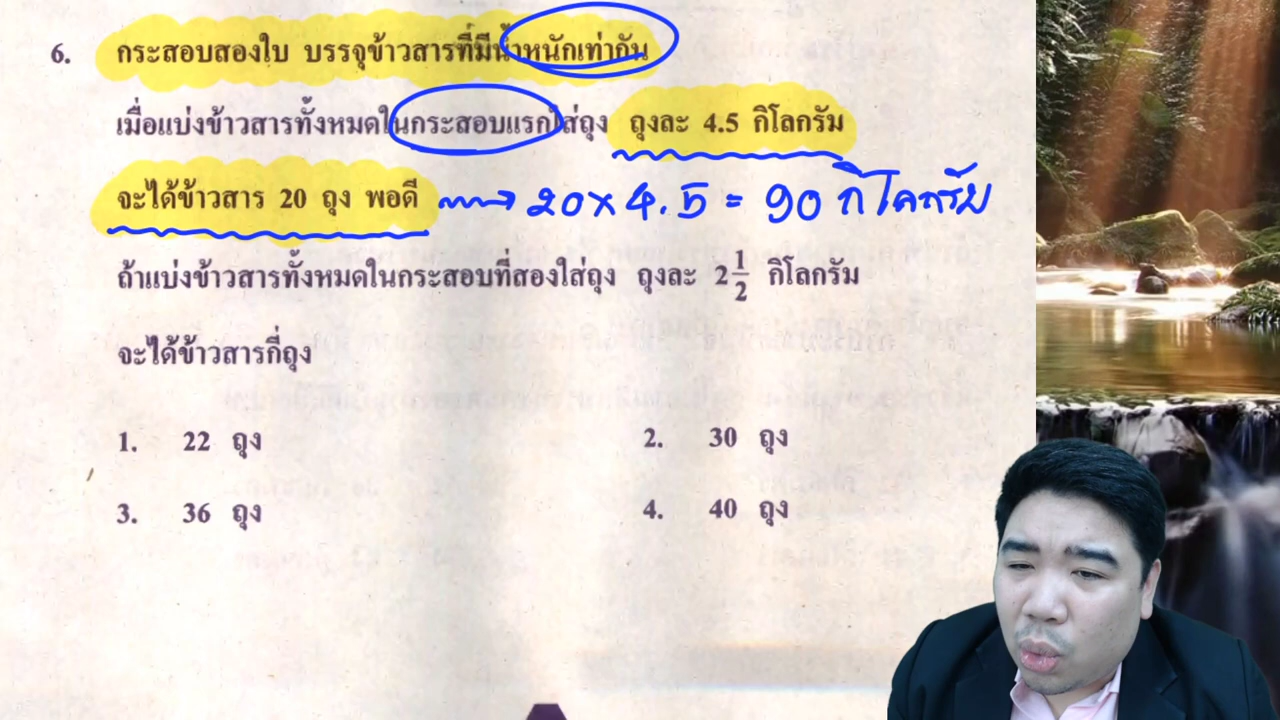 6. กระสอบสองใบ บรรจุข้าวสารที่มีน้ำหนักเท่ากัน
เมื่อแบ่งข้าวสารทั้งหมดในกระสอบแรกใส่ถุง ถุงละ 4.5 กิโลกรัม
จะได้ข้าวสาร 20 ถุง พอดี → 20 x 4.5 = 90 กิโลกรัม
ถ้าแบ่งข้าวสารทั้งหมดในกระสอบที่สองใส่ถุง ถุงละ 2 1/2 กิโลกรัม
จะได้ข้าวสารกี่ถุง
1. 22 ถุง 2. 30 ถุง
3. 36 ถุง 4. 40 ถุง